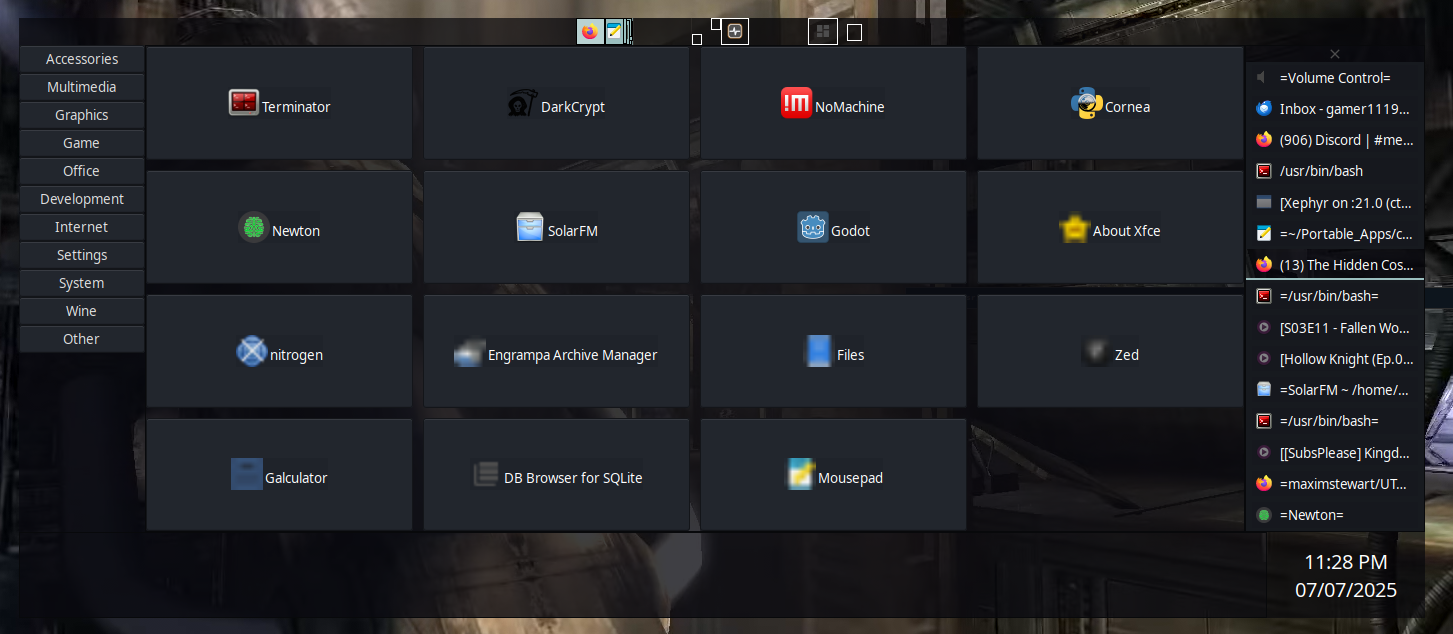 Accessories
Multimedia
Graphics
Game
Office
Development
Internet
Settings
System
Wine
Other
Terminator
DarkCrypt
!M
NoMachine
Cornea
Newton
SolarFM
Godot
About Xfce
nitrogen
Engrampa Archive Manager
Files
Zed
Galculator
DB Browser for SQLite
Mousepad
=Volume Control=
Inbox - gamer1119...
(906) Discord | #me...
/usr/bin/bash
[Xephyr on :21.0 (ct...
=~/Portable_Apps/c...
(13) The Hidden Cos...
=/usr/bin/bash=
[S03E11 - Fallen Wo...
[Hollow Knight (Ep.0...
=SolarFM ~ /home/...
=/usr/bin/bash=
[[SubsPlease] Kingd...
=maximstewart/UT...
=Newton=
11:28 PM
07/07/2025